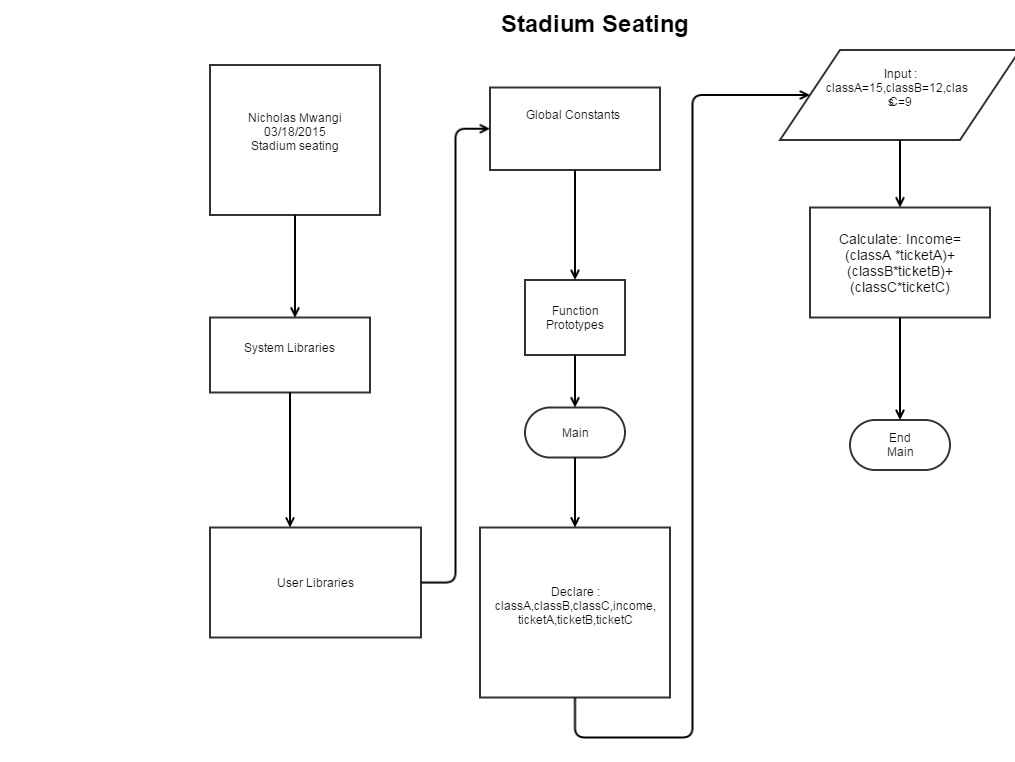 Stadium Seating
Nicholas Mwangi
03/18/2015
Stadium seating
System Libraries
User Libraries
Global Constants
Function
Prototypes
Main
Declare :
classA,classB,classC,income,
ticketA,ticketB,ticketC
Input :
classA=15,classB=12,clas
sC=9
Calculate: Income=
(classA *ticketA)+
(classB*ticketB)+
(classC*ticketC)
End
Main